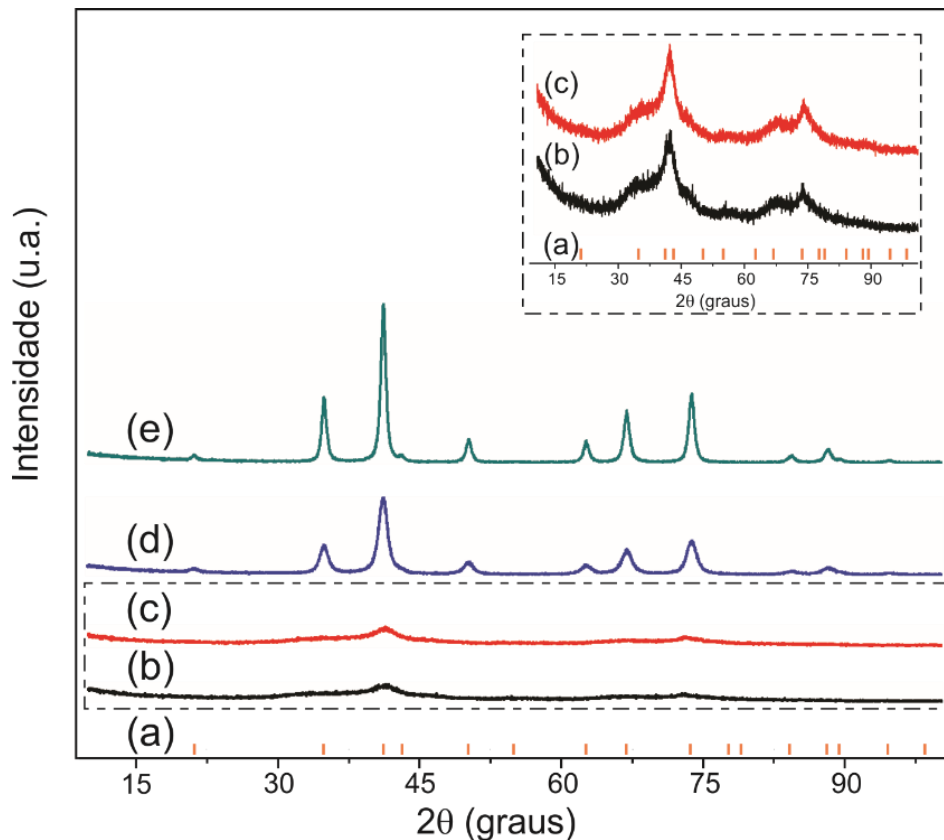 (c)
(b)
(a)
15 30 45 60 75 90
2θ (graus)
Intensidade (u.a.)
(e)
(d)
(c)
(b)
(a)
15 30 45 60 75 90
2θ (graus)